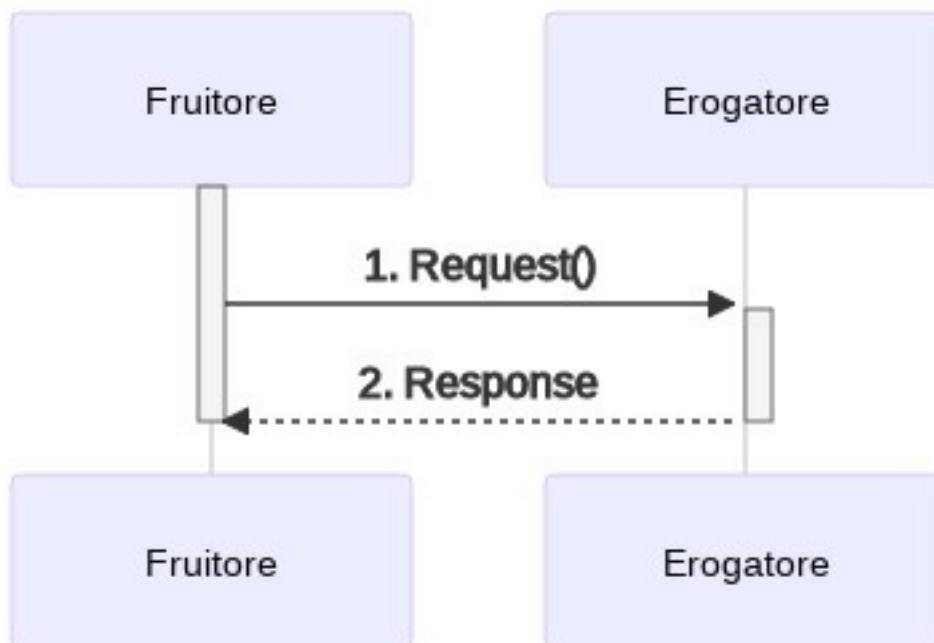 Fruitore
Erogatore
1. Request()
2. Response
Fruitore
Erogatore